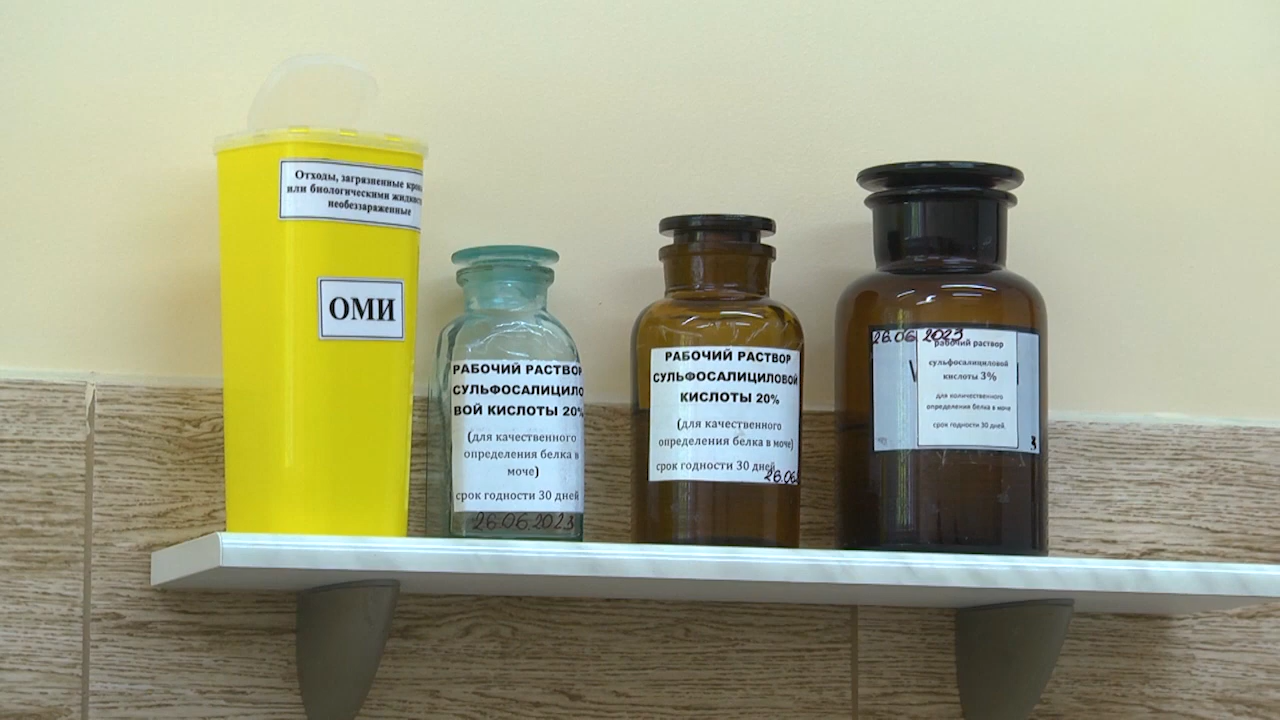 Отходы, загрязненные
или биологическими
необеззараженные
ОМИ
РАБОЧИЙ РАСТВОР
СУЛЬФОСАЛИЦИЛО
ВОЙ КИСЛОТЫ 20%
(для качественного
определения белка в
моче)
срок годности 30 дней
26.06.2023
РАБОЧИЙ РАСТВОР
СУЛЬФОСАЛИЦИЛОВОЙ
КИСЛОТЫ 20%
(для качественного
определения белка в моче)
срок годности 30 дней
26.06
26.06 2023
рабочий раствор
сульфосалициловой
кислоты 3%
для количественного
определения белка в моче
срок годности 30 дней.
3